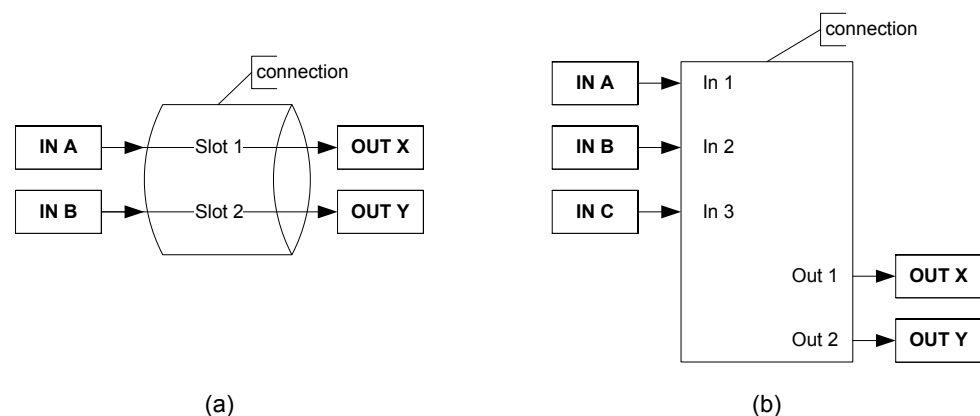 connection
IN A
Slot 1
OUT X
IN B
Slot 2
OUT Y
(a)
connection
IN A
In 1
IN B
In 2
IN C
In 3
Out 1
OUT X
Out 2
OUT Y
(b)